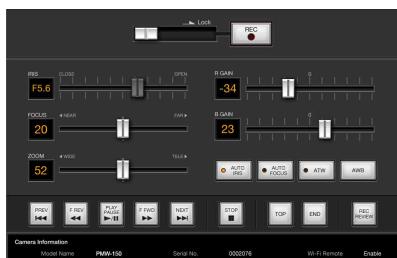 Lock
REC
IRIS CLOSE OPEN
F5.6
R GAIN 0
-34
FOCUS NEAR FAR
20
B GAIN 0
23
ZOOM WIDE TELE
52
AUTO IRIS
AUTO FOCUS
ATW
AWB
PREV
F REV
PLAY PAUSE
F FWD
NEXT
STOP
TOP
END
REC REVIEW
Camera Information
Model Name PMW-150 Serial No. 0002076 Wi-Fi Remote Enable